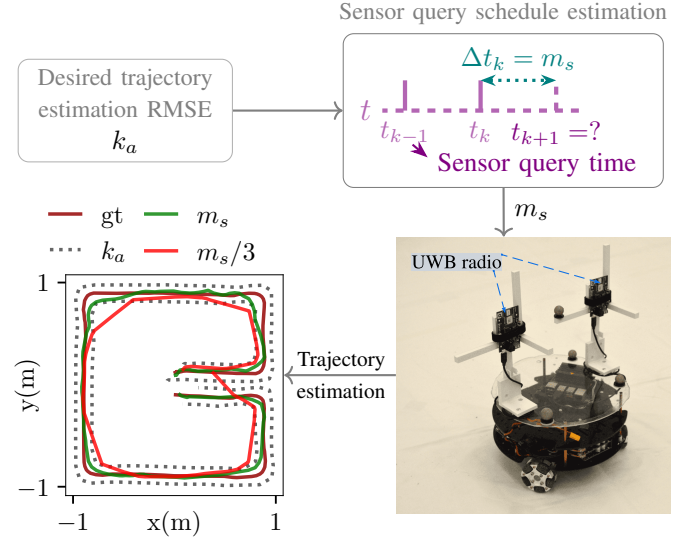 Sensor query schedule estimation
Desired trajectory
estimation RMSE
k_a
Δt_k = m_s
t
t_{k−1}
t_k
t_{k+1} =?
Sensor query time
m_s
gt
m_s
k_a
m_s/3
UWB radio
Trajectory
estimation
1
y(m)
−1
−1
x(m)
1